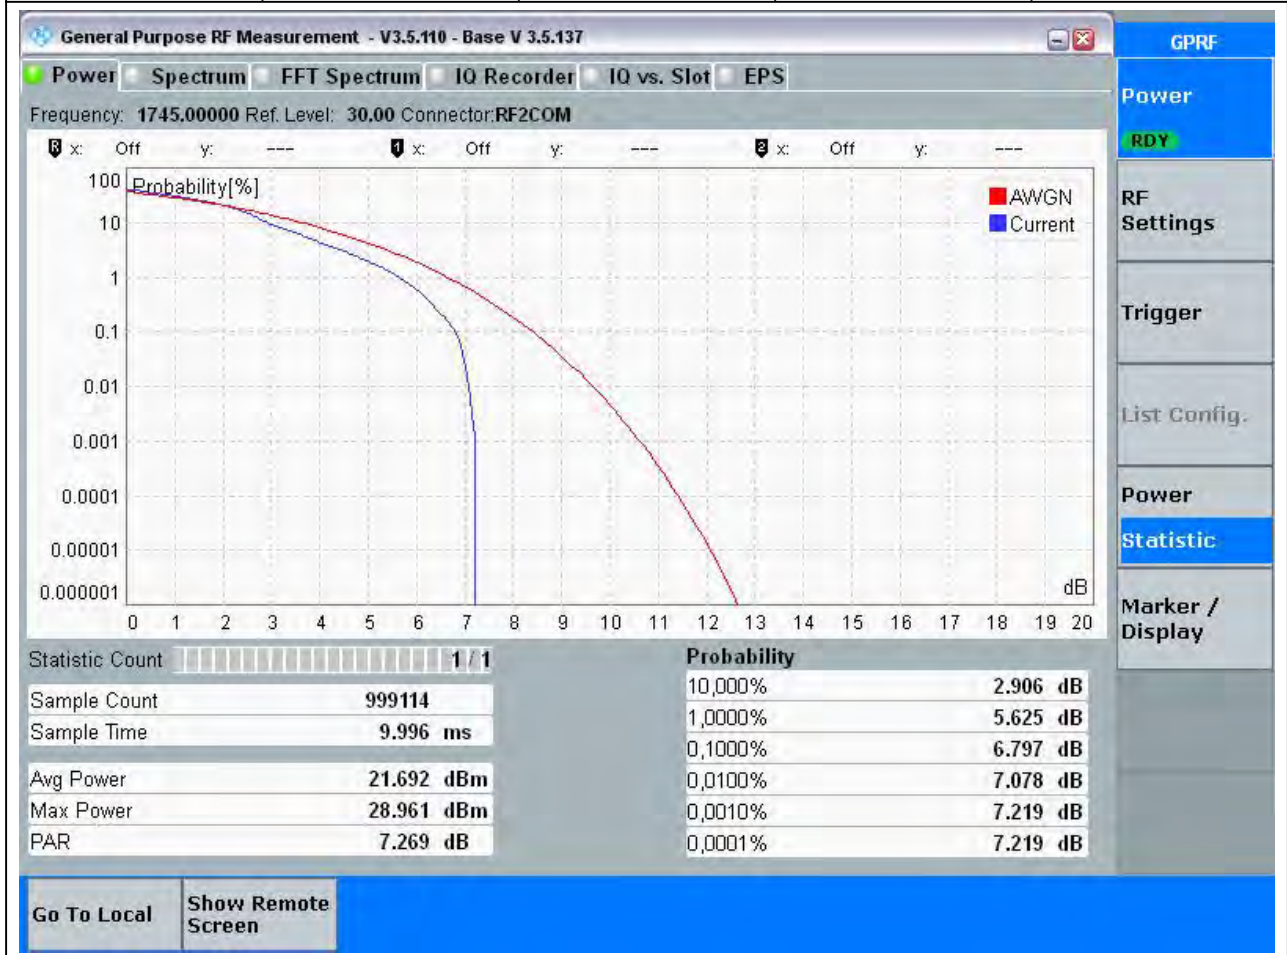 General Purpose RF Measurement - V3.5.110 - Base V 3.5.137
GPRF
Power Spectrum FFT Spectrum IQ Recorder IQ vs. Slot EPS
Frequency: 1745.00000 Ref. Level: 30.00 Connector:RF2COM
R x: Off y: --- 1 x: Off y: --- 2 x: Off y: ---
Probability[%]
AWGN
Current
100
10
1
0.1
0.01
0.001
0.0001
0.00001
0.000001
dB
0 1 2 3 4 5 6 7 8 9 10 11 12 13 14 15 16 17 18 19 20
Statistic Count 1 / 1
Sample Count 999114
Sample Time 9.996 ms
Avg Power 21.692 dBm
Max Power 28.961 dBm
PAR 7.269 dB
Probability
10,000% 2.906 dB
1,0000% 5.625 dB
0,1000% 6.797 dB
0,0100% 7.078 dB
0,0010% 7.219 dB
0,0001% 7.219 dB
Power
RDY
RF
Settings
Trigger
List Config.
Power
Statistic
Marker /
Display
Go To Local
Show Remote
Screen